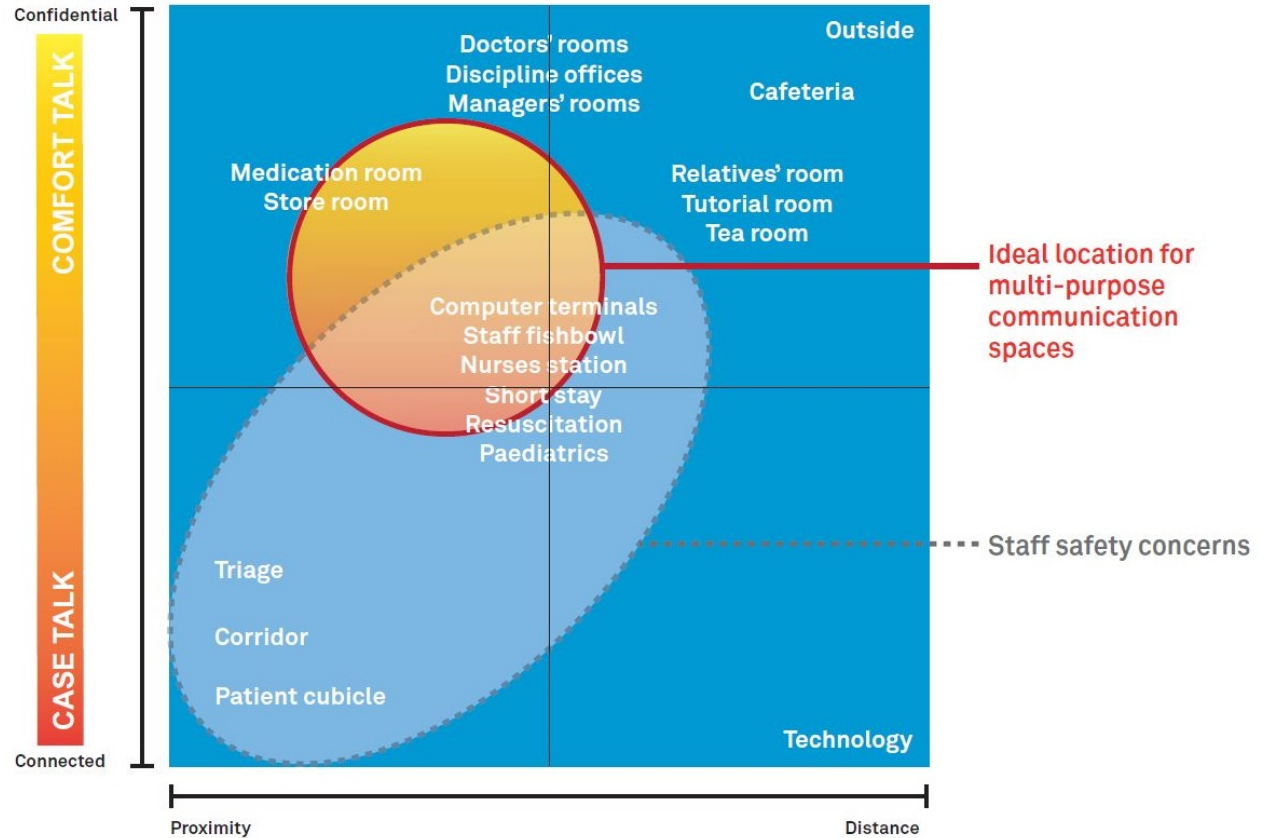 Confidential
COMFORT TALK
CASE TALK
Connected
Doctors' rooms
Discipline offices
Managers' rooms
Outside
Cafeteria
Medication room
Store room
Relatives' room
Tutorial room
Tea room
Computer terminals
Staff fishbowl
Nurses station
Short stay
Resuscitation
Paediatrics
Triage
Corridor
Patient cubicle
Technology
Ideal location for
multi-purpose
communication
spaces
Staff safety concerns
Proximity
Distance